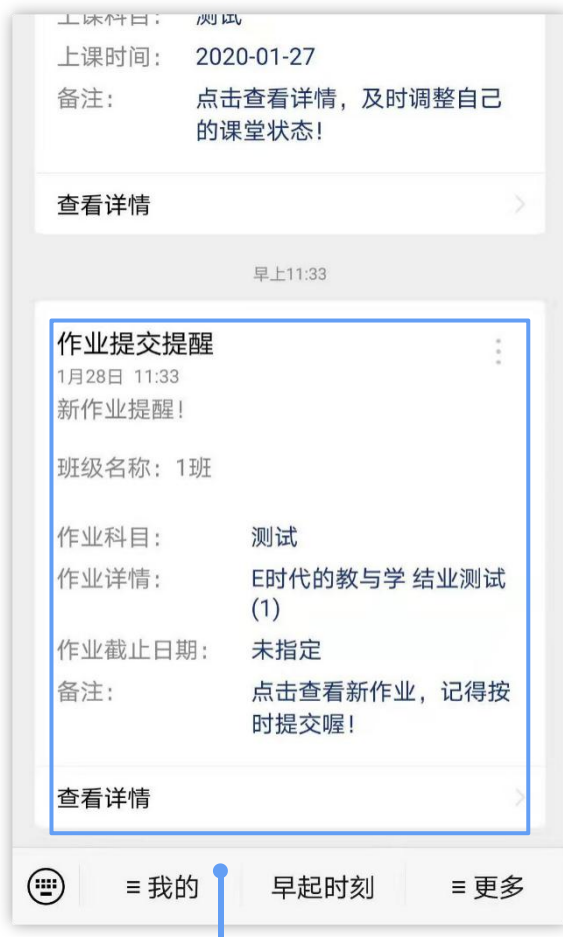 上课科目： 测试
上课时间： 2020-01-27
备注： 点击查看详情，及时调整自己
的课堂状态！
查看详情
早上11:33
作业提交提醒
1月28日 11:33
新作业提醒！
班级名称：1班
作业科目： 测试
作业详情： E时代的教与学 结业测试
(1)
作业截止日期： 未指定
备注： 点击查看新作业，记得按
时提交喔！
查看详情
我的 早起时刻 更多